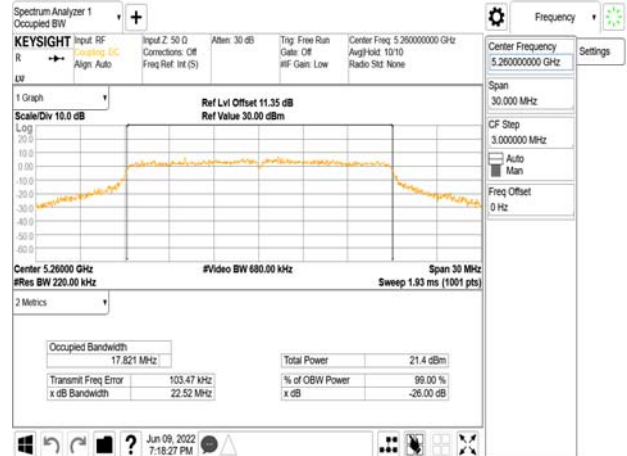 Spectrum Analyzer 1
Occupied BW
Frequency
KEYSIGHT
R
Input: RF
Coupling: DC
Align: Auto
Input Z: 50 Ω
Corrections: Off
Freq Ref: Int (S)
Atten: 30 dB
Trig: Free Run
Gate: Off
#IF Gain: Low
Center Freq: 5.260000000 GHz
Avg|Hold: 10/10
Radio Std: None
Center Frequency
5.260000000 GHz
Settings
Span
30.000 MHz
CF Step
3.000000 MHz
Auto
Man
Freq Offset
0 Hz
1 Graph
Scale/Div 10.0 dB
Ref Lvl Offset 11.35 dB
Ref Value 30.00 dBm
Log
20.0
10.0
0.00
-10.0
-20.0
-30.0
-40.0
-50.0
-60.0
Center 5.26000 GHz
#Res BW 220.00 kHz
#Video BW 680.00 kHz
Span 30 MHz
Sweep 1.93 ms (1001 pts)
2 Metrics
Occupied Bandwidth
17.821 MHz
Total Power 21.4 dBm
Transmit Freq Error 103.47 kHz
% of OBW Power 99.00 %
x dB Bandwidth 22.52 MHz
x dB -26.00 dB
?
Jun 09, 2022
7:18:27 PM